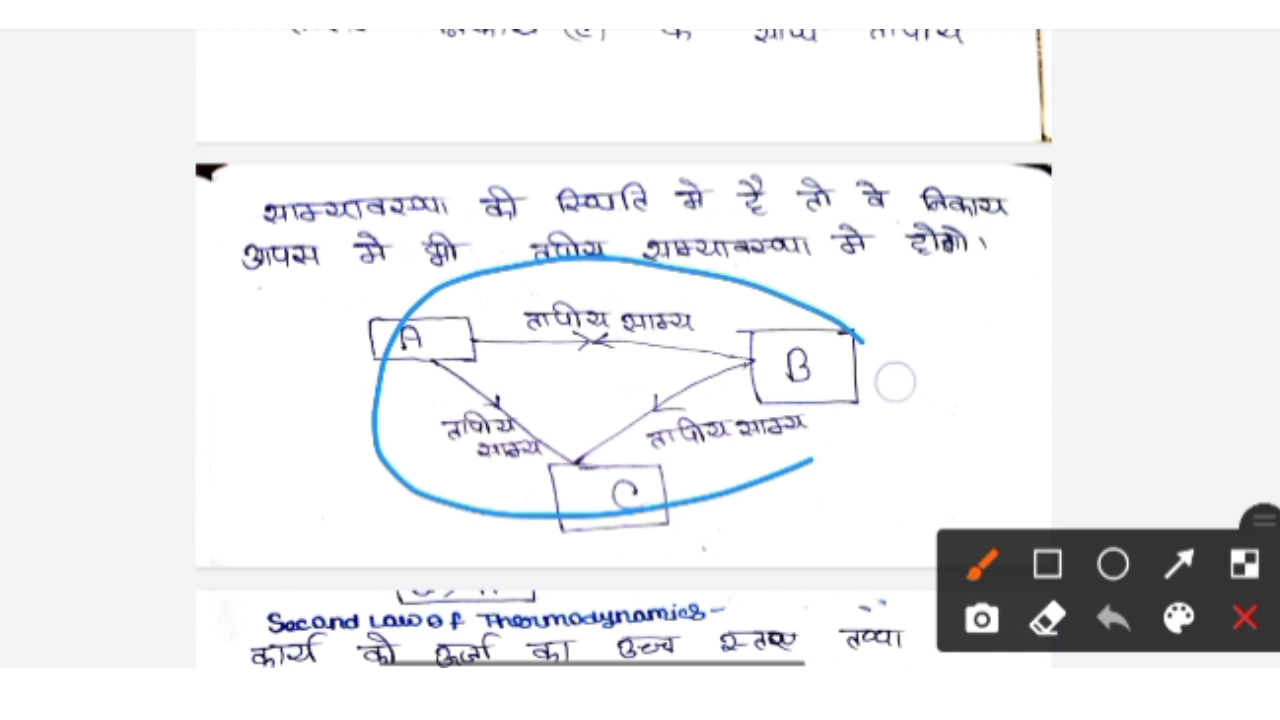 साम्यावस्था की स्थिति मे है तो वे निकाय
आपस मे भी तापीय साम्यावस्था मे होगे।
तापीय साम्य
A
B
तापीय
साम्य
तापीय साम्य
C
Second Law of Thermodynamics-
कार्य को ऊर्जा का उच्च स्तर तथा